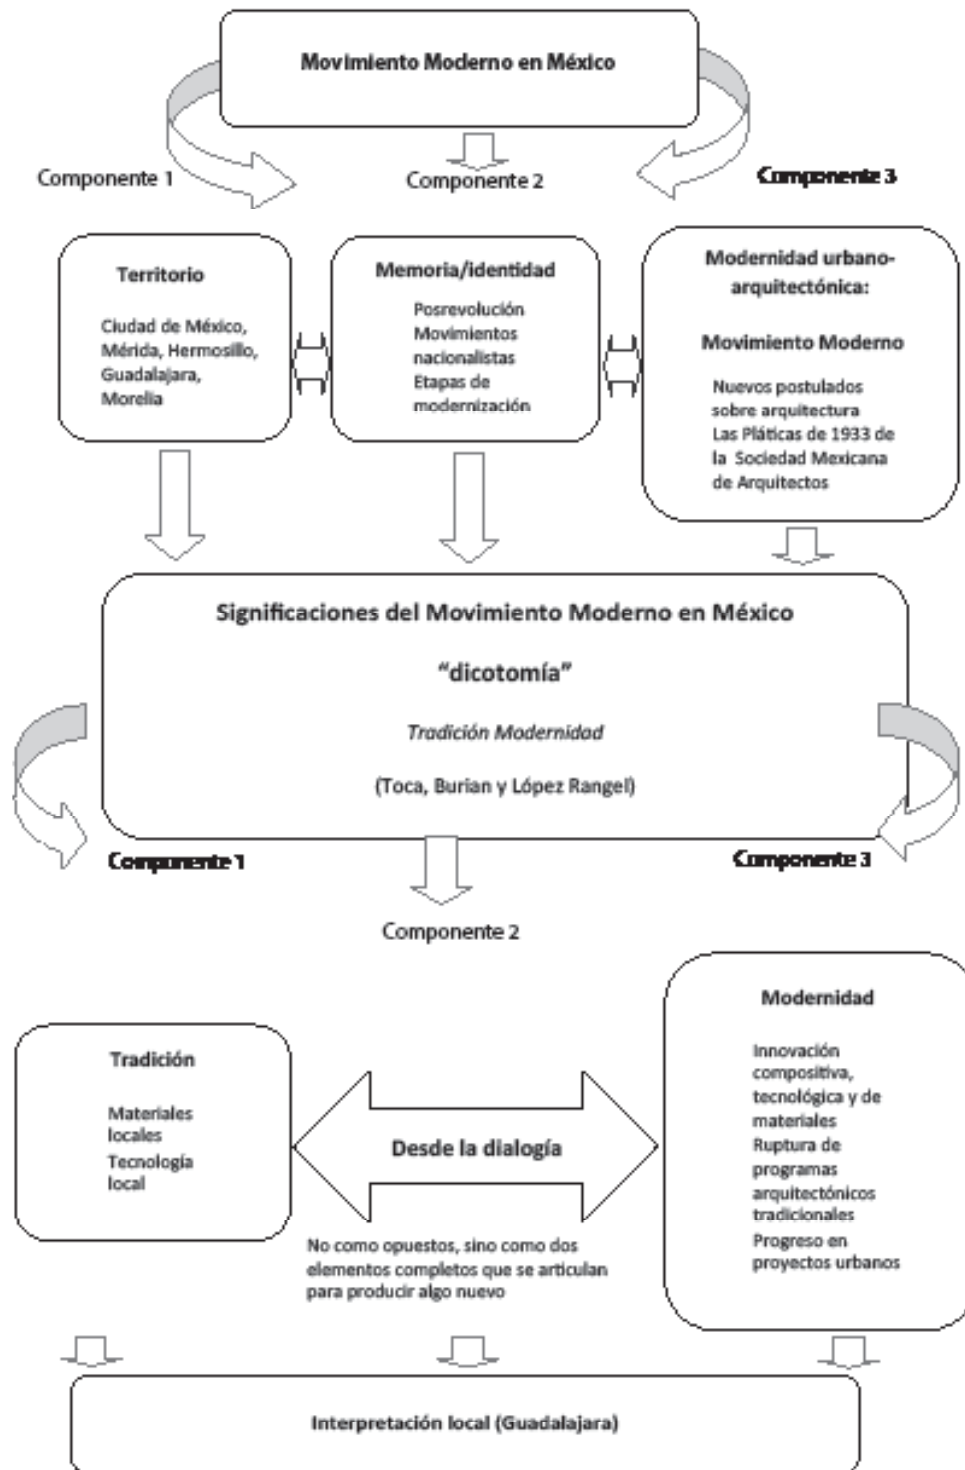 Movimiento Moderno en México
Componente 1
Componente 2
Componente 3
Territorio
Ciudad de México,
Mérida, Hermosillo,
Guadalajara,
Morelia
Memoria/identidad
Posrevolución
Movimientos
nacionalistas
Etapas de
modernización
Modernidad urbano-
arquitectónica:
Movimiento Moderno
Nuevos postulados
sobre arquitectura
Las Pláticas de 1933 de
la Sociedad Mexicana
de Arquitectos
Significaciones del Movimiento Moderno en México
“dicotomía”
Tradición Modernidad
(Toca, Burian y López Rangel)
Componente 1
Componente 2
Componente 3
Tradición
Materiales
locales
Tecnología
local
Desde la dialogía
No como opuestos, sino como dos
elementos completos que se articulan
para producir algo nuevo
Modernidad
Innovación
compositiva,
tecnológica y de
materiales
Ruptura de
programas
arquitectónicos
tradicionales
Progreso en
proyectos urbanos
Interpretación local (Guadalajara)